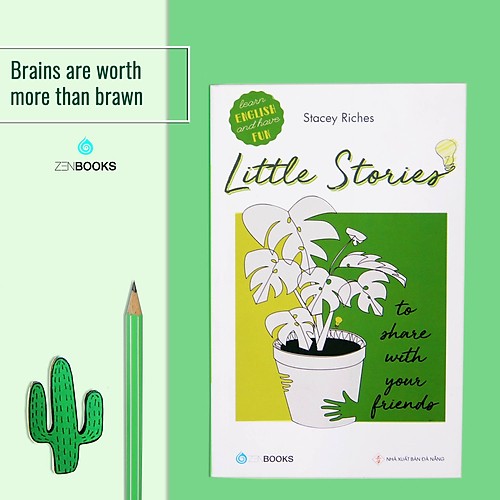 Brains are worth
more than brawn
ZENBOOKS
learn
ENGLISH
and have
FUN
Stacey Riches
Little Stories
to
share
with
your
friends
ZENBOOKS
NHÀ XUẤT BẢN ĐÀ NẴNG